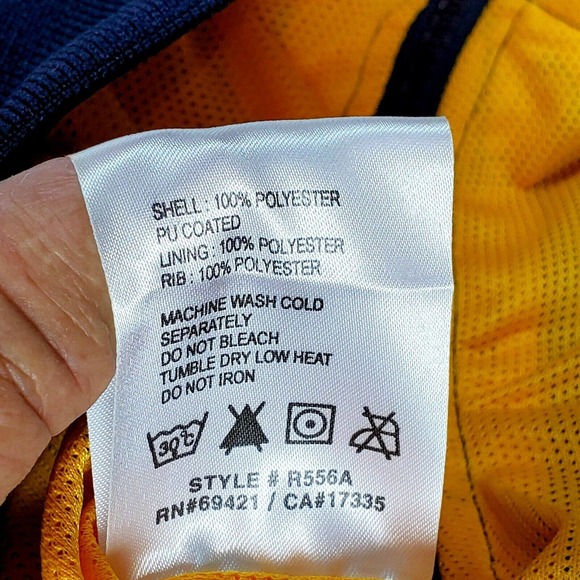 SHELL : 100% POLYESTER
PU COATED
LINING : 100% POLYESTER
RIB : 100% POLYESTER
MACHINE WASH COLD
SEPARATELY
DO NOT BLEACH
TUMBLE DRY LOW HEAT
DO NOT IRON
30°C
STYLE # R556A
RN#69421 / CA#17335